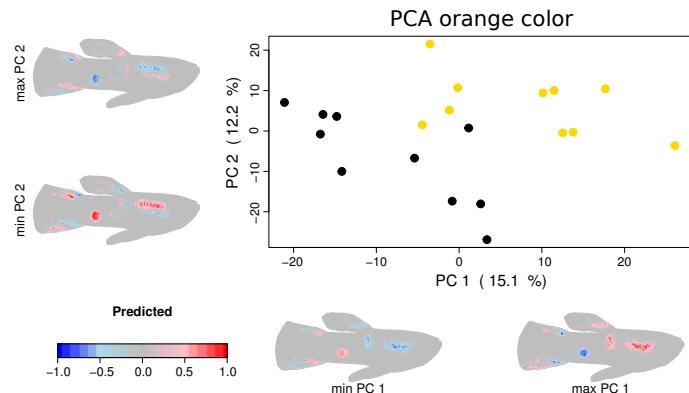 PCA orange color
max PC 2
min PC 2
PC 2 ( 12.2 %)
20
10
0
−10
−20
−20
−10
0
10
20
PC 1 ( 15.1 %)
Predicted
−1.0
−0.5
0.0
0.5
1.0
min PC 1
max PC 1